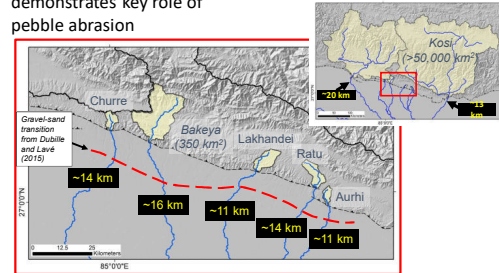 demonstrates key role of
pebble abrasion
Kosi
(>50,000 km²)
~20 km
~13
km
Churre
Gravel-sand
transition
from Dubille
and Lavé
(2015)
Bakeya
(350 km²)
Lakhandei
Ratu
Aurhi
~14 km
~16 km
~11 km
~14 km
~11 km
27°0'0"N
0 12.5 25
Kilometers
85°0'0"E